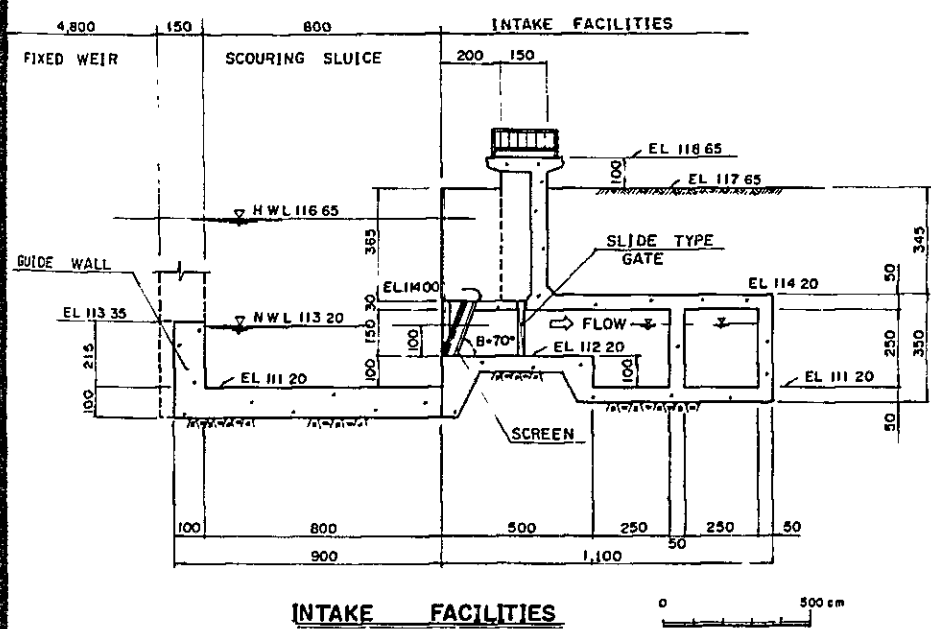 INTAKE FACILITIES
4,800 150 800
FIXED WEIR SCOURING SLUICE
200 150
EL 118 65
100
EL 117 65
H W L 116 65
365
345
SLIDE TYPE
GATE
GUIDE WALL
EL 114 00
EL 114 20
50
30
EL 113 35
N W L 113 20
FLOW
150
100
B=70°
250
350
215
EL 112 20
EL 111 20
100
100
EL 111 20
100
50
SCREEN
100 800 500 250 250 50
50
900 1,100
INTAKE FACILITIES
0 500 cm